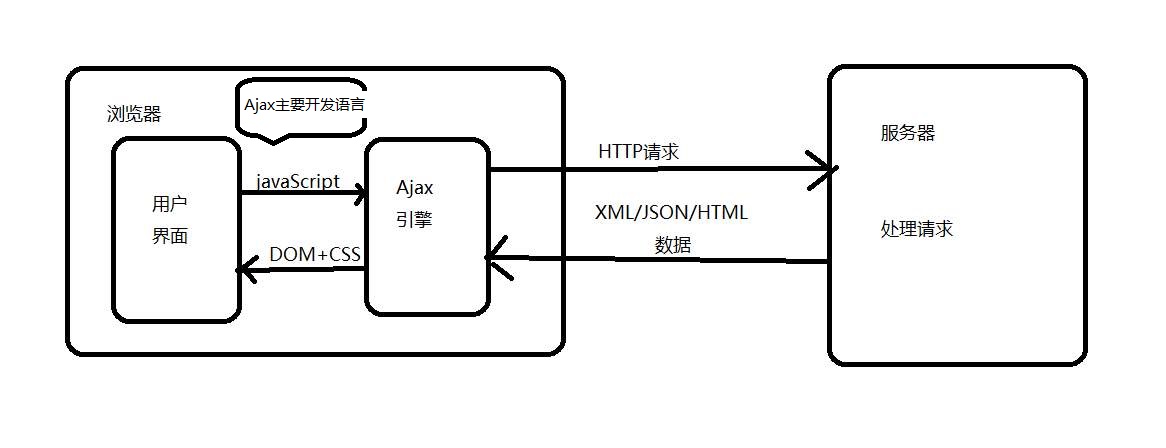 浏览器
Ajax主要开发语言
用户
界面
javaScript
DOM+CSS
Ajax
引擎
HTTP请求
XML/JSON/HTML
数据
服务器
处理请求